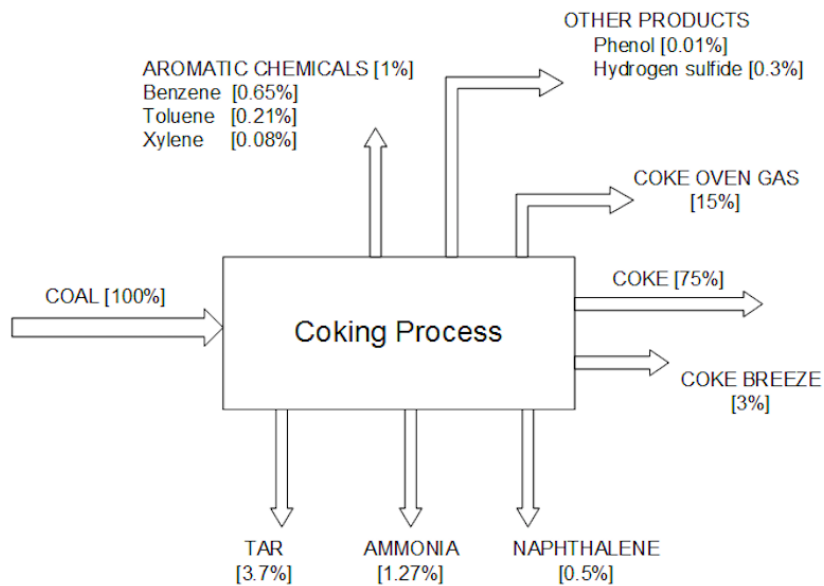 OTHER PRODUCTS
Phenol [0.01%]
Hydrogen sulfide [0.3%]
AROMATIC CHEMICALS [1%]
Benzene [0.65%]
Toluene [0.21%]
Xylene [0.08%]
COKE OVEN GAS
[15%]
COAL [100%]
Coking Process
COKE [75%]
COKE BREEZE
[3%]
TAR
[3.7%]
AMMONIA
[1.27%]
NAPHTHALENE
[0.5%]